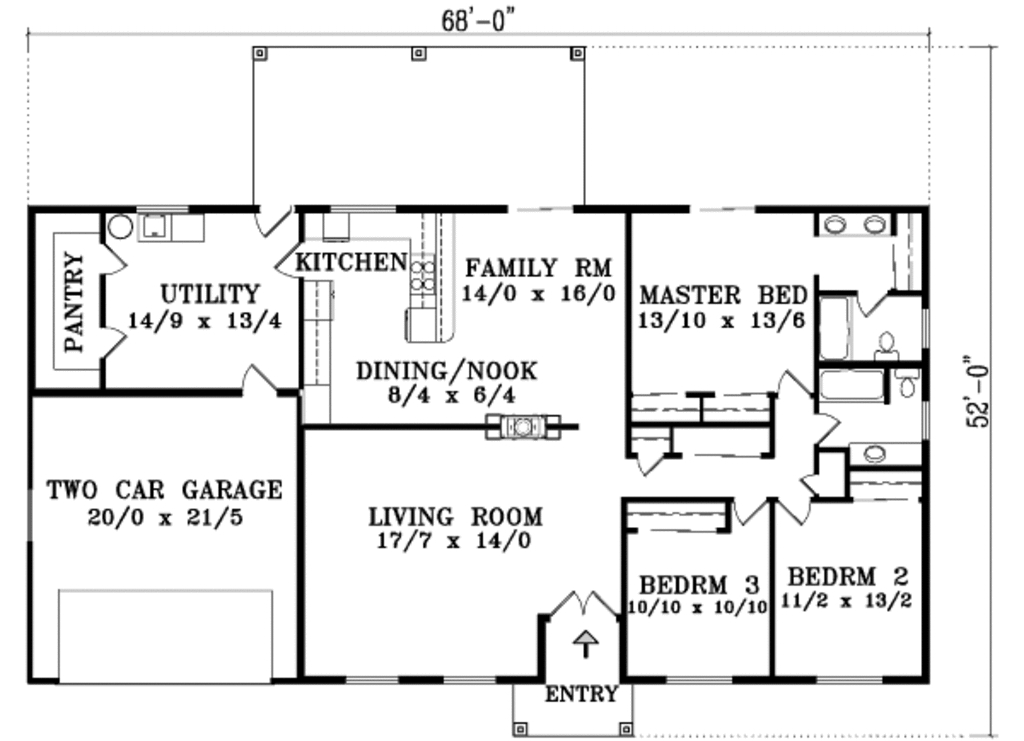 68'-0"
PANTRY
UTILITY
14/9 x 13/4
KITCHEN
FAMILY RM
14/0 x 16/0
MASTER BED
13/10 x 13/6
DINING/NOOK
8/4 x 6/4
52'-0"
TWO CAR GARAGE
20/0 x 21/5
LIVING ROOM
17/7 x 14/0
BEDRM 3
10/10 x 10/10
BEDRM 2
11/2 x 13/2
ENTRY